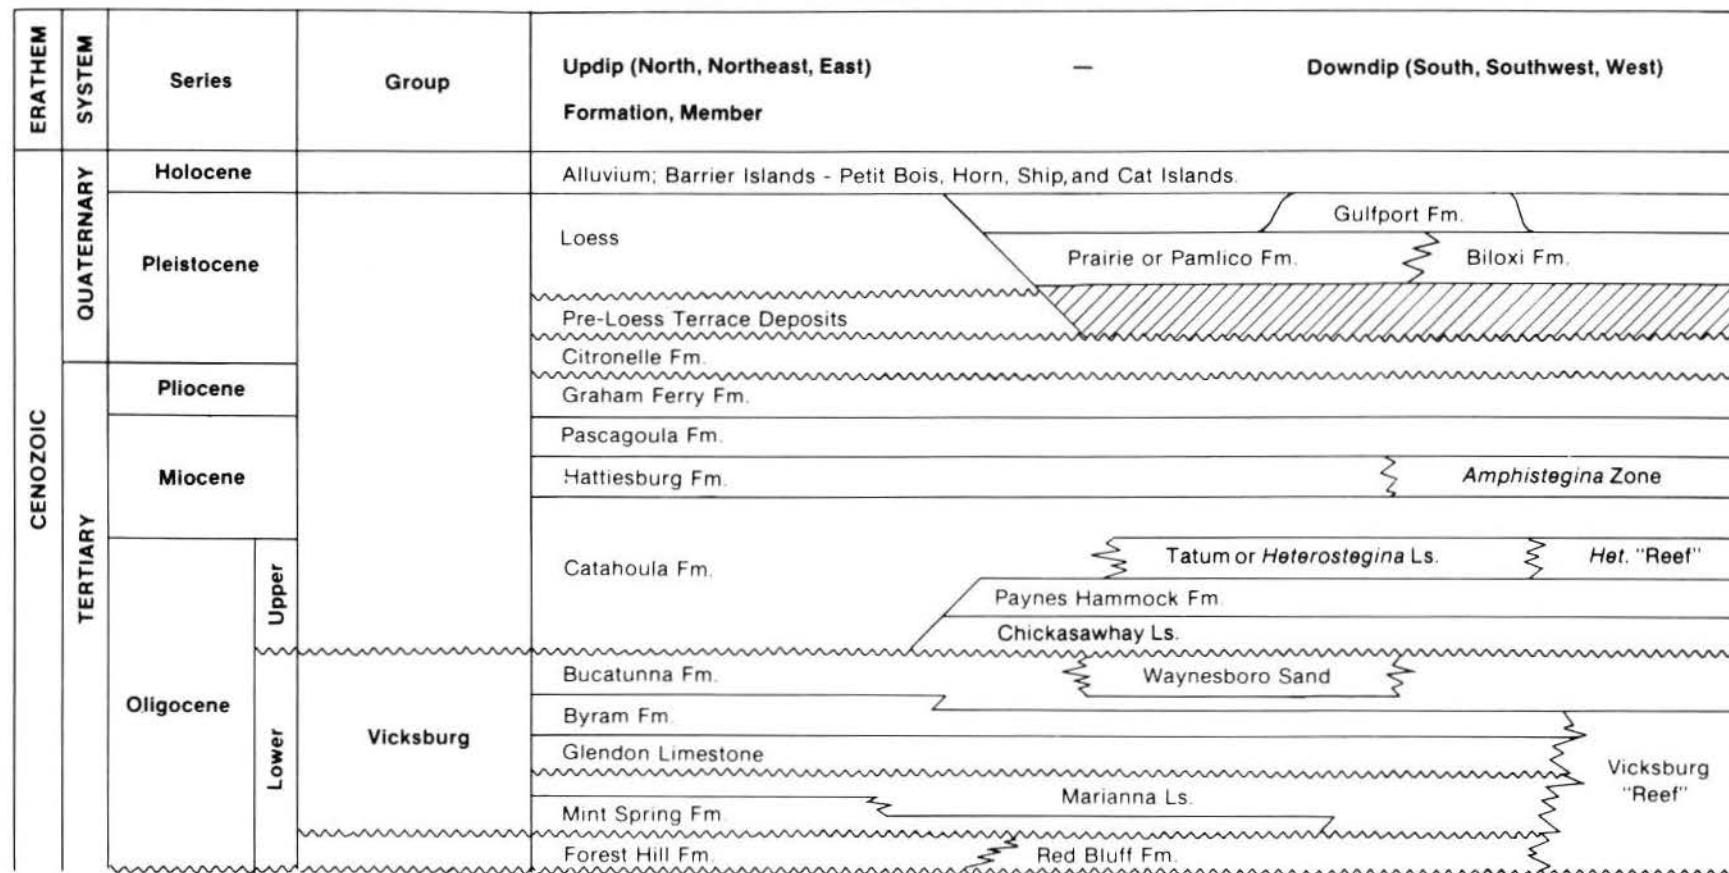 ERATHEM
SYSTEM
Series
Group
Updip (North, Northeast, East) — Downdip (South, Southwest, West)
Formation, Member
CENOZOIC
QUATERNARY
TERTIARY
Holocene
Alluvium; Barrier Islands - Petit Bois, Horn, Ship, and Cat Islands.
Pleistocene
Loess
Gulfport Fm.
Prairie or Pamlico Fm.
Biloxi Fm.
Pre-Loess Terrace Deposits
Citronelle Fm.
Pliocene
Graham Ferry Fm.
Miocene
Pascagoula Fm.
Hattiesburg Fm.
Amphistegina Zone
Catahoula Fm.
Tatum or Heterostegina Ls.
Het. "Reef"
Paynes Hammock Fm.
Chickasawhay Ls.
Oligocene
Upper
Lower
Vicksburg
Bucatunna Fm.
Waynesboro Sand
Byram Fm.
Glendon Limestone
Vicksburg
"Reef"
Marianna Ls.
Mint Spring Fm.
Forest Hill Fm.
Red Bluff Fm.